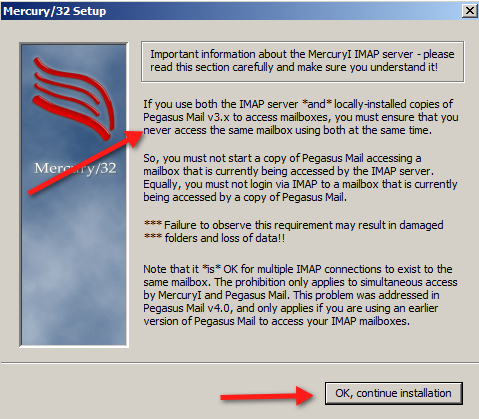 Mercury/32 Setup
Important information about the MercuryI IMAP server - please
read this section carefully and make sure you understand it!
If you use both the IMAP server *and* locally-installed copies of
Pegasus Mail v3.x to access mailboxes, you must ensure that you
never access the same mailbox using both at the same time.
Mercury/32
So, you must not start a copy of Pegasus Mail accessing a
mailbox that is currently being accessed by the IMAP server.
Equally, you must not login via IMAP to a mailbox that is currently
being accessed by a copy of Pegasus Mail.
*** Failure to observe this requirement may result in damaged
*** folders and loss of data!!
Note that it *is* OK for multiple IMAP connections to exist to the
same mailbox. The prohibition only applies to simultaneous access
by MercuryI and Pegasus Mail. This problem was addressed in
Pegasus Mail v4.0, and only applies if you are using an earlier
version of Pegasus Mail to access your IMAP mailboxes.
OK, continue installation